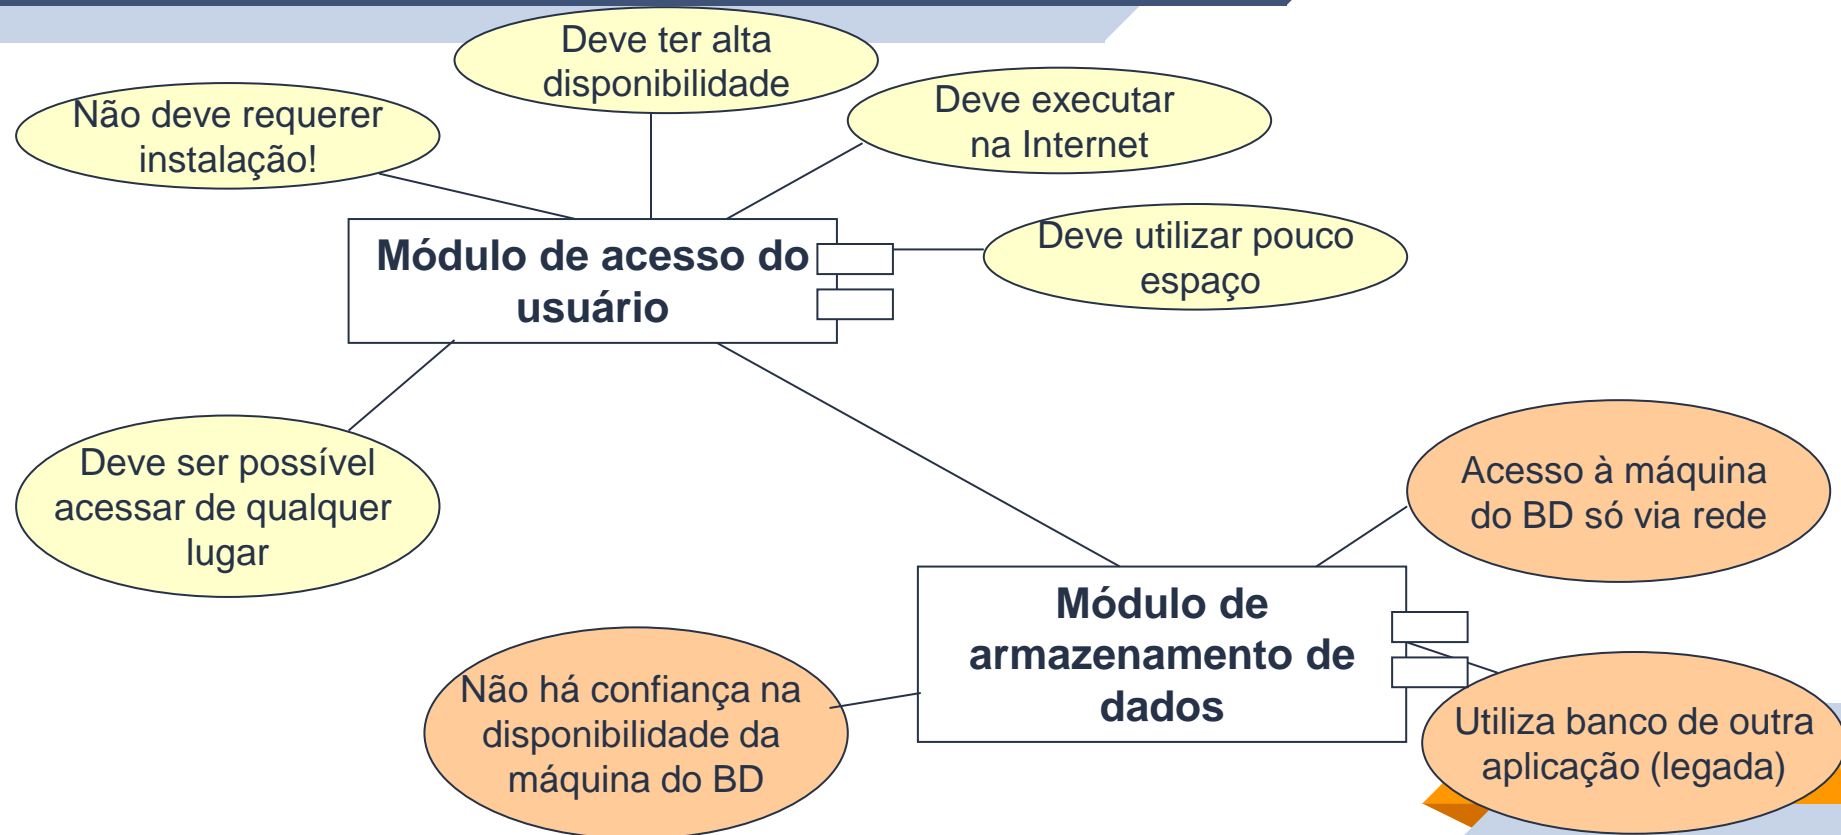 Deve ter alta
disponibilidade
Não deve requerer
instalação!
Deve executar
na Internet
Módulo de acesso do
usuário
Deve utilizar pouco
espaço
Deve ser possível
acessar de qualquer
lugar
Acesso à máquina
do BD só via rede
Módulo de
armazenamento de
dados
Não há confiança na
disponibilidade da
máquina do BD
Utiliza banco de outra
aplicação (legada)